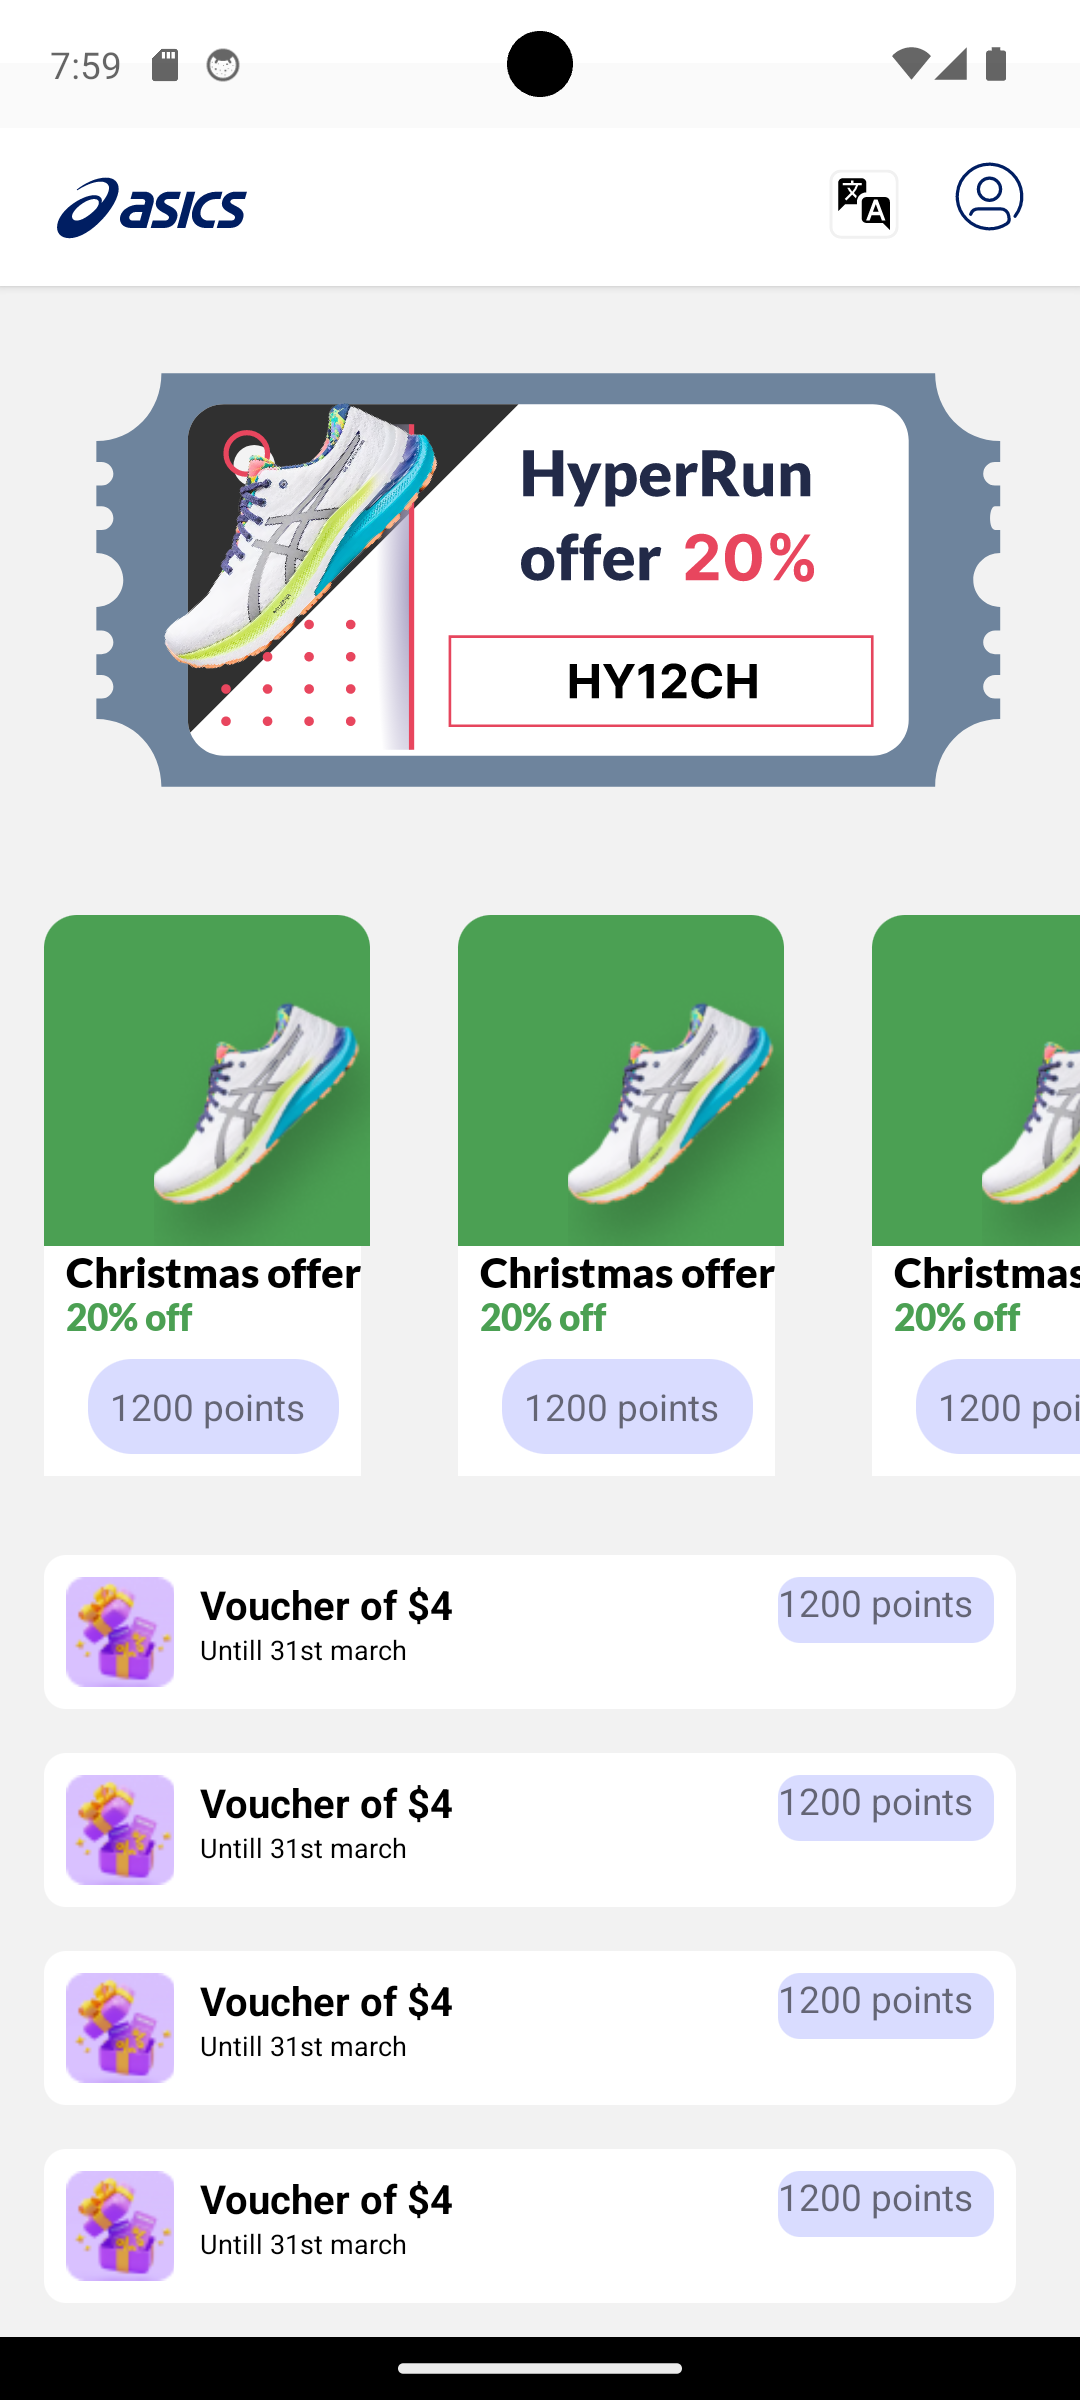 7:59
asics
HyperRun
offer 20%
HY12CH
Christmas offer
20% off
1200 points
Christmas offer
20% off
1200 points
Christmas
20% off
1200 poi
Voucher of $4
Untill 31st march
1200 points
Voucher of $4
Untill 31st march
1200 points
Voucher of $4
Untill 31st march
1200 points
Voucher of $4
Untill 31st march
1200 points